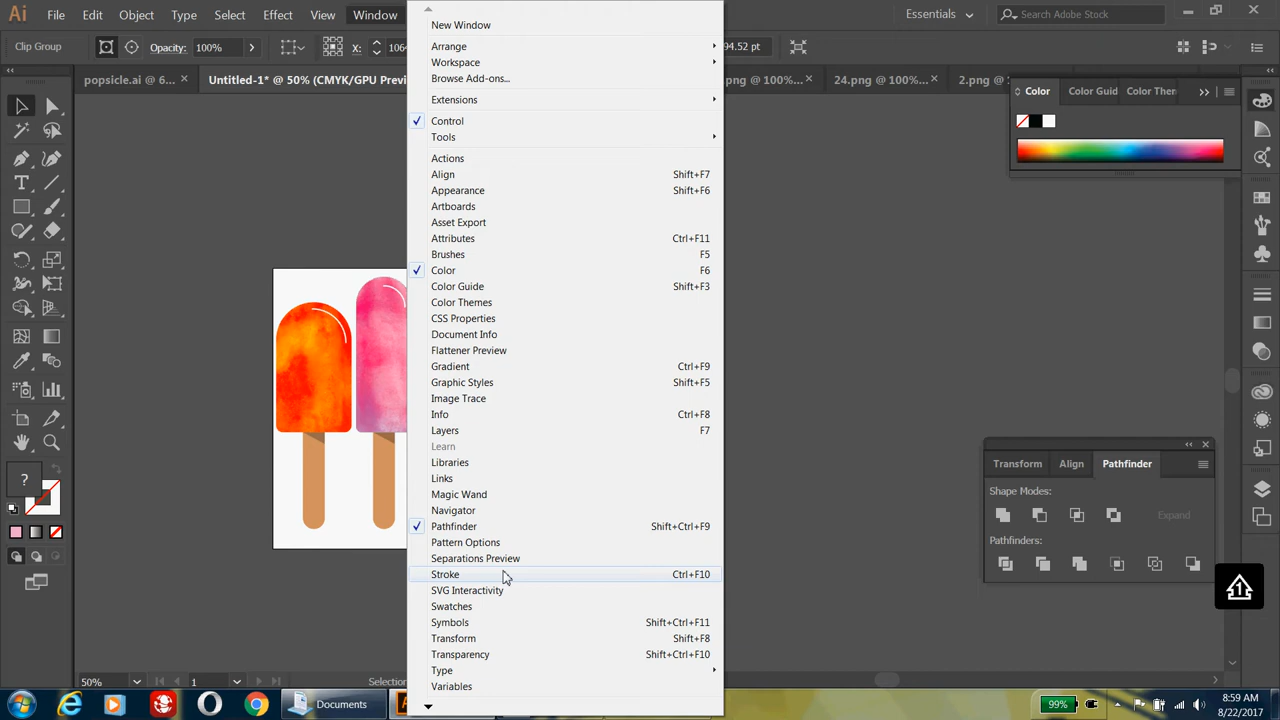 Ai File Edit Object Type Select Effect View Window Essentials Search Adobe Stock
Clip Group Opacity: 100% X: 1064 94.52 pt
popsicle.ai @ 6... Untitled-1* @ 50% (CMYK/GPU Previ .png @ 100%... 24.png @ 100%... 2.png @
New Window
Arrange
Workspace
Browse Add-ons...
Extensions
Control
Tools
Actions
Align Shift+F7
Appearance Shift+F6
Artboards
Asset Export
Attributes Ctrl+F11
Brushes F5
Color F6
Color Guide Shift+F3
Color Themes
CSS Properties
Document Info
Flattener Preview
Gradient Ctrl+F9
Graphic Styles Shift+F5
Image Trace
Info Ctrl+F8
Layers F7
Learn
Libraries
Links
Magic Wand
Navigator
Pathfinder Shift+Ctrl+F9
Pattern Options
Separations Preview
Stroke Ctrl+F10
SVG Interactivity
Swatches
Symbols Shift+Ctrl+F11
Transform Shift+F8
Transparency Shift+Ctrl+F10
Type
Variables
Color Color Guid Color Then
Transform Align Pathfinder
Shape Modes:
Expand
Pathfinders:
?
1
50% 1 Selection
Documents 99% 8:59 AM
8/22/2017